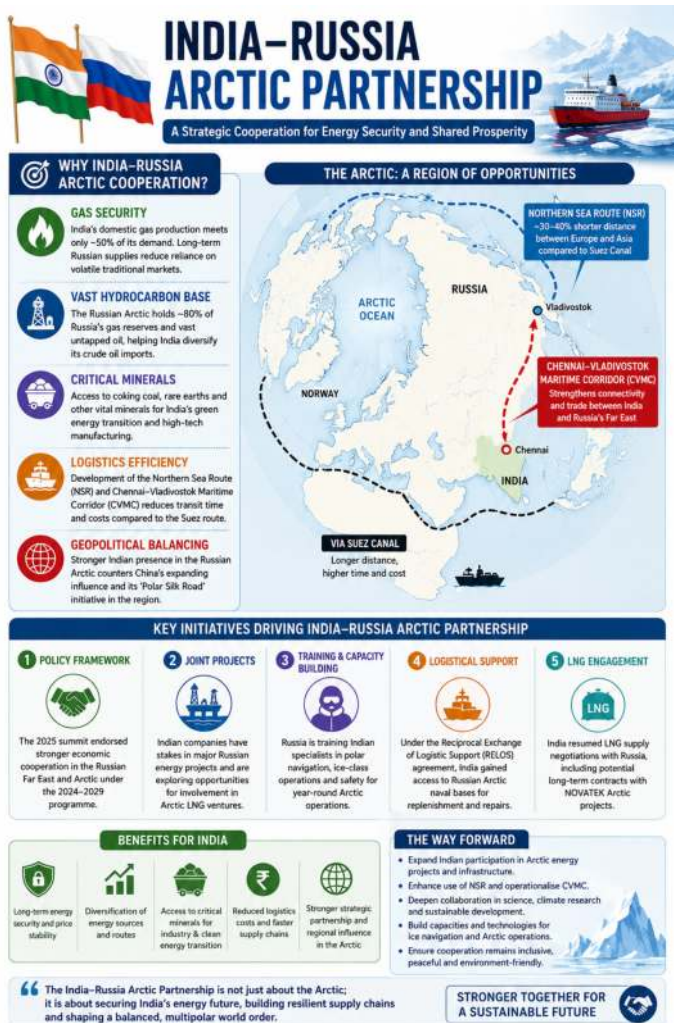 INDIA–RUSSIA
ARCTIC PARTNERSHIP
A Strategic Cooperation for Energy Security and Shared Prosperity
WHY INDIA–RUSSIA
ARCTIC COOPERATION?
GAS SECURITY
India's domestic gas production meets
only ~50% of its demand. Long-term
Russian supplies reduce reliance on
volatile traditional markets.
VAST HYDROCARBON BASE
The Russian Arctic holds ~80% of
Russia's gas reserves and vast
untapped oil, helping India diversify
its crude oil imports.
CRITICAL MINERALS
Access to coking coal, rare earths and
other vital minerals for India's green
energy transition and high-tech
manufacturing.
LOGISTICS EFFICIENCY
Development of the Northern Sea Route
(NSR) and Chennai–Vladivostok Maritime
Corridor (CVMC) reduces transit time
and costs compared to the Suez route.
GEOPOLITICAL BALANCING
Stronger Indian presence in the Russian
Arctic counters China's expanding
influence and its 'Polar Silk Road'
initiative in the region.
THE ARCTIC: A REGION OF OPPORTUNITIES
NORTHERN SEA ROUTE (NSR)
~30–40% shorter distance
between Europe and Asia
compared to Suez Canal
RUSSIA
ARCTIC
OCEAN
Vladivostok
NORWAY
CHENNAI–VLADIVOSTOK
MARITIME CORRIDOR (CVMC)
Strengthens connectivity
and trade between India
and Russia's Far East
Chennai
INDIA
VIA SUEZ CANAL
Longer distance,
higher time and cost
KEY INITIATIVES DRIVING INDIA–RUSSIA ARCTIC PARTNERSHIP
1 POLICY FRAMEWORK
The 2025 summit endorsed
stronger economic
cooperation in the Russian
Far East and Arctic under
the 2024–2029
programme.
2 JOINT PROJECTS
Indian companies have
stakes in major Russian
energy projects and are
exploring opportunities
for involvement in
Arctic LNG ventures.
3 TRAINING & CAPACITY
BUILDING
Russia is training Indian
specialists in polar
navigation, ice-class
operations and safety for
year-round Arctic
operations.
4 LOGISTICAL SUPPORT
Under the Reciprocal Exchange
of Logistic Support (RELOS)
agreement, India gained
access to Russian Arctic
naval bases for
replenishment and repairs.
5 LNG ENGAGEMENT
LNG
India resumed LNG supply
negotiations with Russia,
including potential
long-term contracts with
NOVATEK Arctic
projects.
BENEFITS FOR INDIA
Long-term energy
security and price
stability
Diversification of
energy sources
and routes
Access to critical
minerals for
industry & clean
energy transition
₹
Reduced logistics
costs and faster
supply chains
Stronger strategic
partnership and
regional influence
in the Arctic
THE WAY FORWARD
• Expand Indian participation in Arctic energy
projects and infrastructure.
• Enhance use of NSR and operationalise CVMC.
• Deepen collaboration in science, climate research
and sustainable development.
• Build capacities and technologies for
ice navigation and Arctic operations.
• Ensure cooperation remains inclusive,
peaceful and environment-friendly.
“ The India–Russia Arctic Partnership is not just about the Arctic;
it is about securing India's energy future, building resilient supply chains
and shaping a balanced, multipolar world order.
STRONGER TOGETHER FOR
A SUSTAINABLE FUTURE